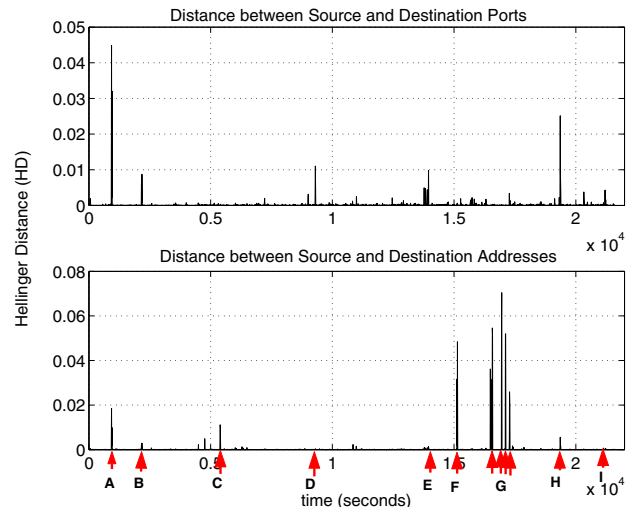 Distance between Source and Destination Ports
0.05
0.04
0.03
0.02
0.01
0
0 0.5 1 1.5 2
x 10^4
Hellinger Distance (HD)
Distance between Source and Destination Addresses
0.08
0.06
0.04
0.02
0
0 0.5 1 1.5 2
x 10^4
A B C D E F G H I
time (seconds)